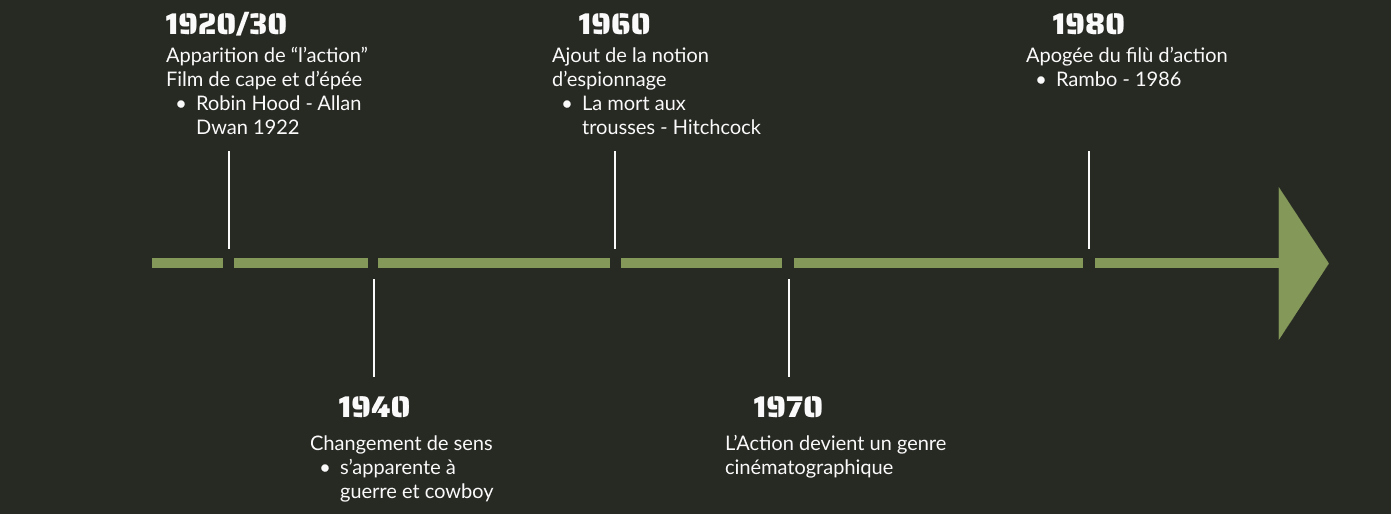 1920/30
Apparition de “l’action”
Film de cape et d’épée
• Robin Hood - Allan
Dwan 1922
1960
Ajout de la notion
d’espionnage
• La mort aux
trousses - Hitchcock
1980
Apogée du filù d’action
• Rambo - 1986
1940
Changement de sens
• s’apparente à
guerre et cowboy
1970
L’Action devient un genre
cinématographique